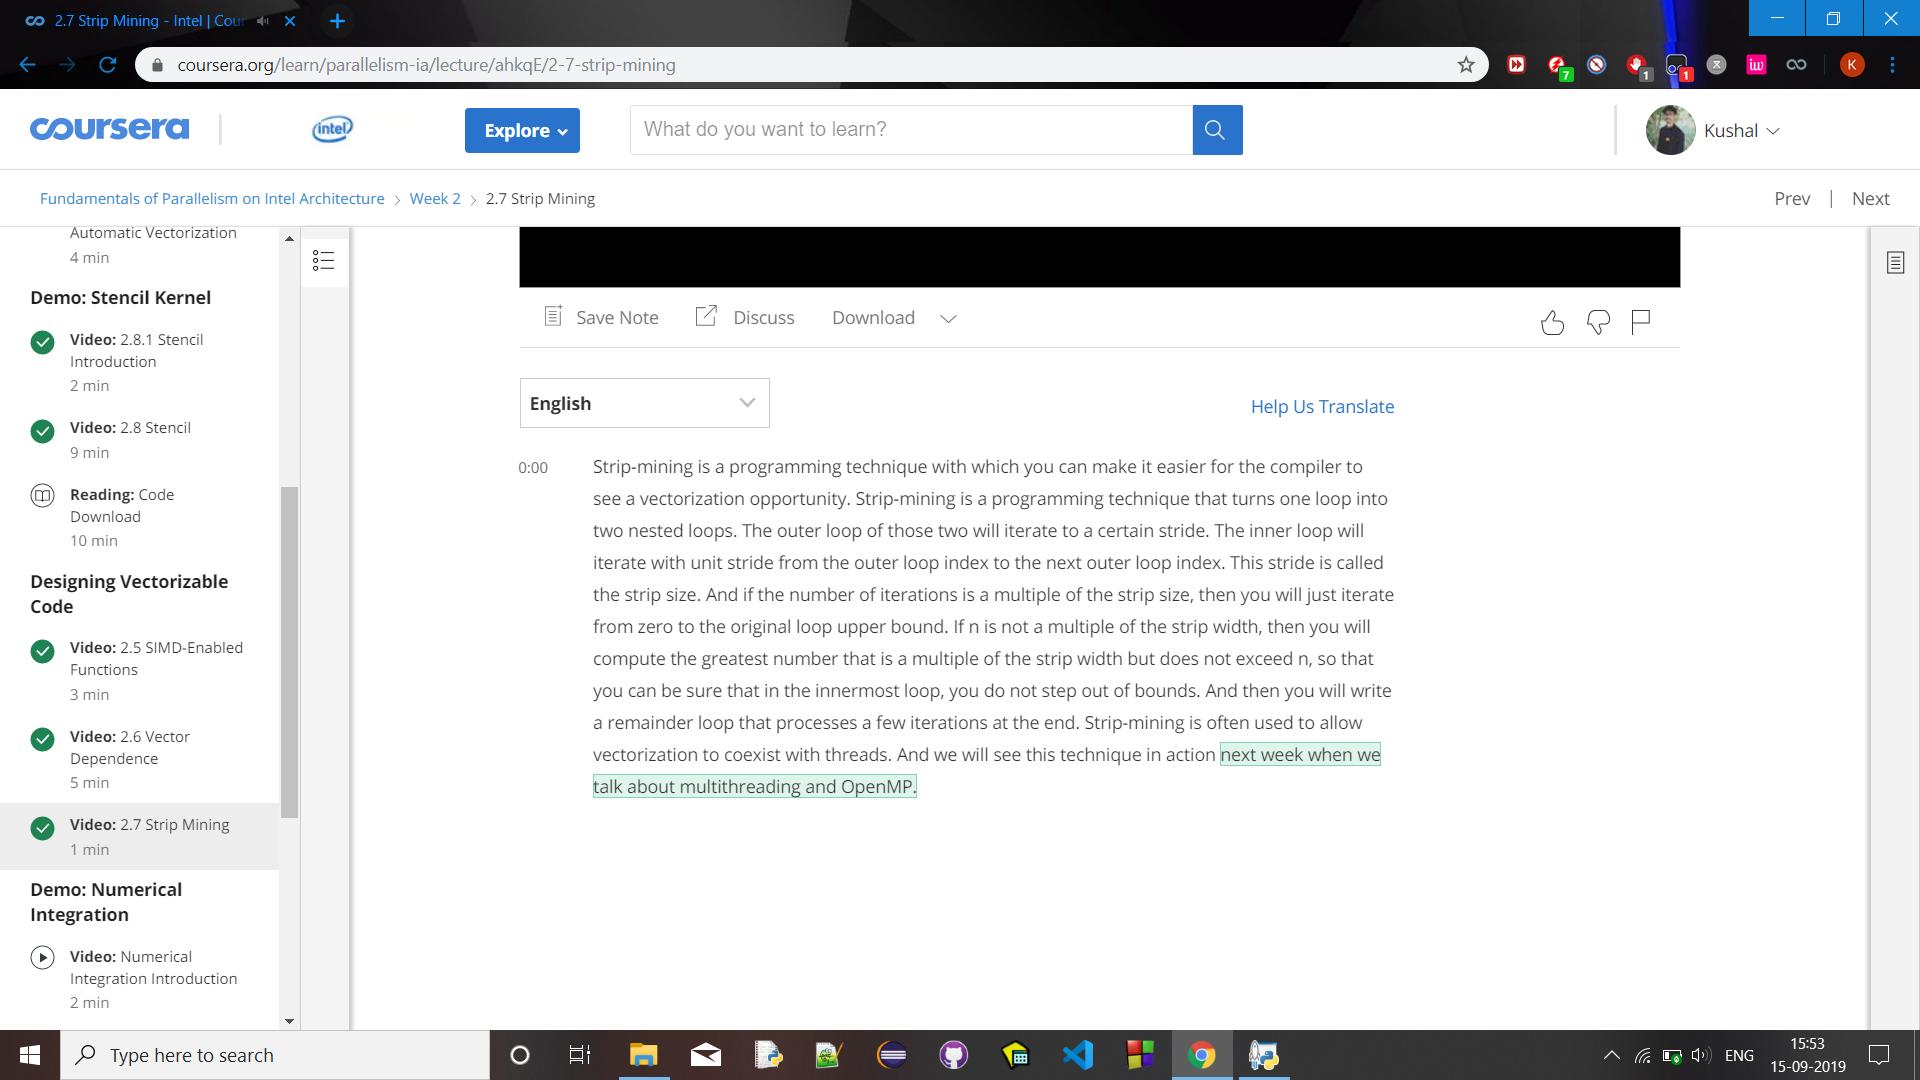 2.7 Strip Mining - Intel | Cou
coursera.org/learn/parallelism-ia/lecture/ahkqE/2-7-strip-mining
7
1
1
iw
K
coursera
intel
Explore
What do you want to learn?
Kushal
Fundamentals of Parallelism on Intel Architecture
Week 2
2.7 Strip Mining
Prev
Next
Automatic Vectorization
4 min
Demo: Stencil Kernel
Video: 2.8.1 Stencil
Introduction
2 min
Video: 2.8 Stencil
9 min
Reading: Code
Download
10 min
Designing Vectorizable
Code
Video: 2.5 SIMD-Enabled
Functions
3 min
Video: 2.6 Vector
Dependence
5 min
Video: 2.7 Strip Mining
1 min
Demo: Numerical
Integration
Video: Numerical
Integration Introduction
2 min
Save Note
Discuss
Download
English
Help Us Translate
0:00
Strip-mining is a programming technique with which you can make it easier for the compiler to
see a vectorization opportunity. Strip-mining is a programming technique that turns one loop into
two nested loops. The outer loop of those two will iterate to a certain stride. The inner loop will
iterate with unit stride from the outer loop index to the next outer loop index. This stride is called
the strip size. And if the number of iterations is a multiple of the strip size, then you will just iterate
from zero to the original loop upper bound. If n is not a multiple of the strip width, then you will
compute the greatest number that is a multiple of the strip width but does not exceed n, so that
you can be sure that in the innermost loop, you do not step out of bounds. And then you will write
a remainder loop that processes a few iterations at the end. Strip-mining is often used to allow
vectorization to coexist with threads. And we will see this technique in action next week when we
talk about multithreading and OpenMP.
Type here to search
ENG
15:53
15-09-2019